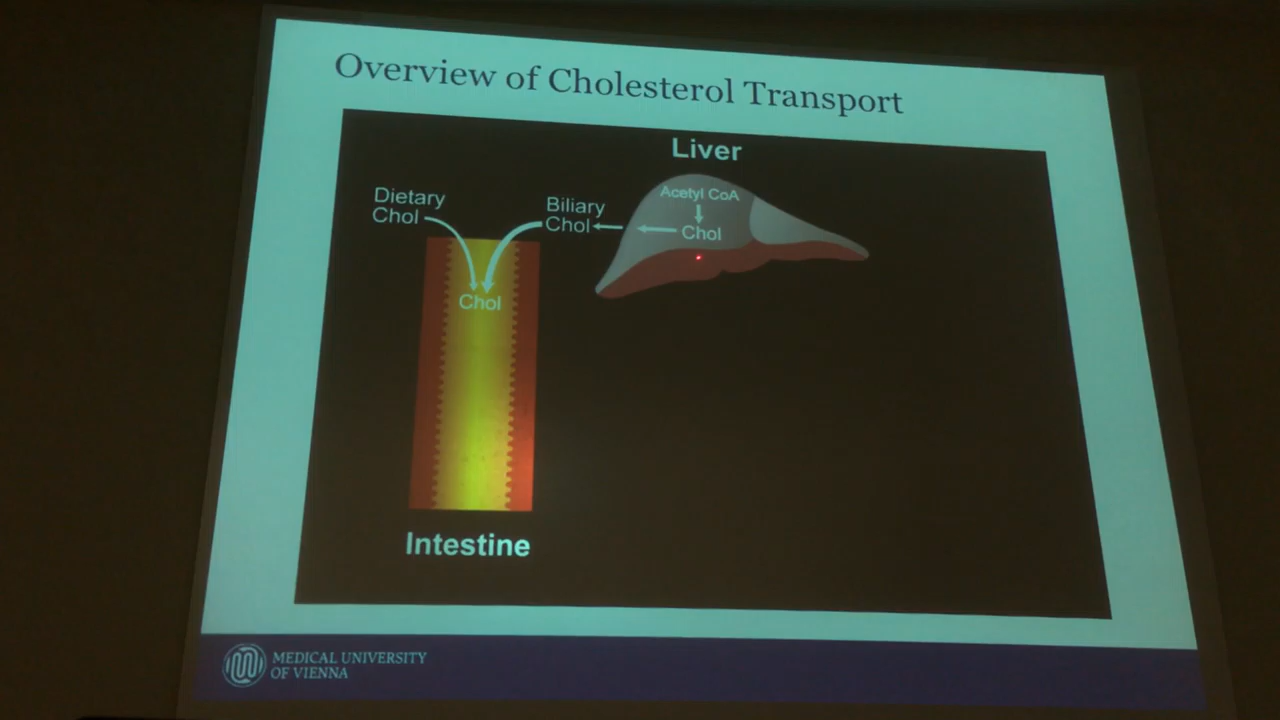 Overview of Cholesterol Transport
Liver
Dietary
Chol
Biliary
Chol
Acetyl CoA
Chol
Chol
Intestine
MEDICAL UNIVERSITY
OF VIENNA